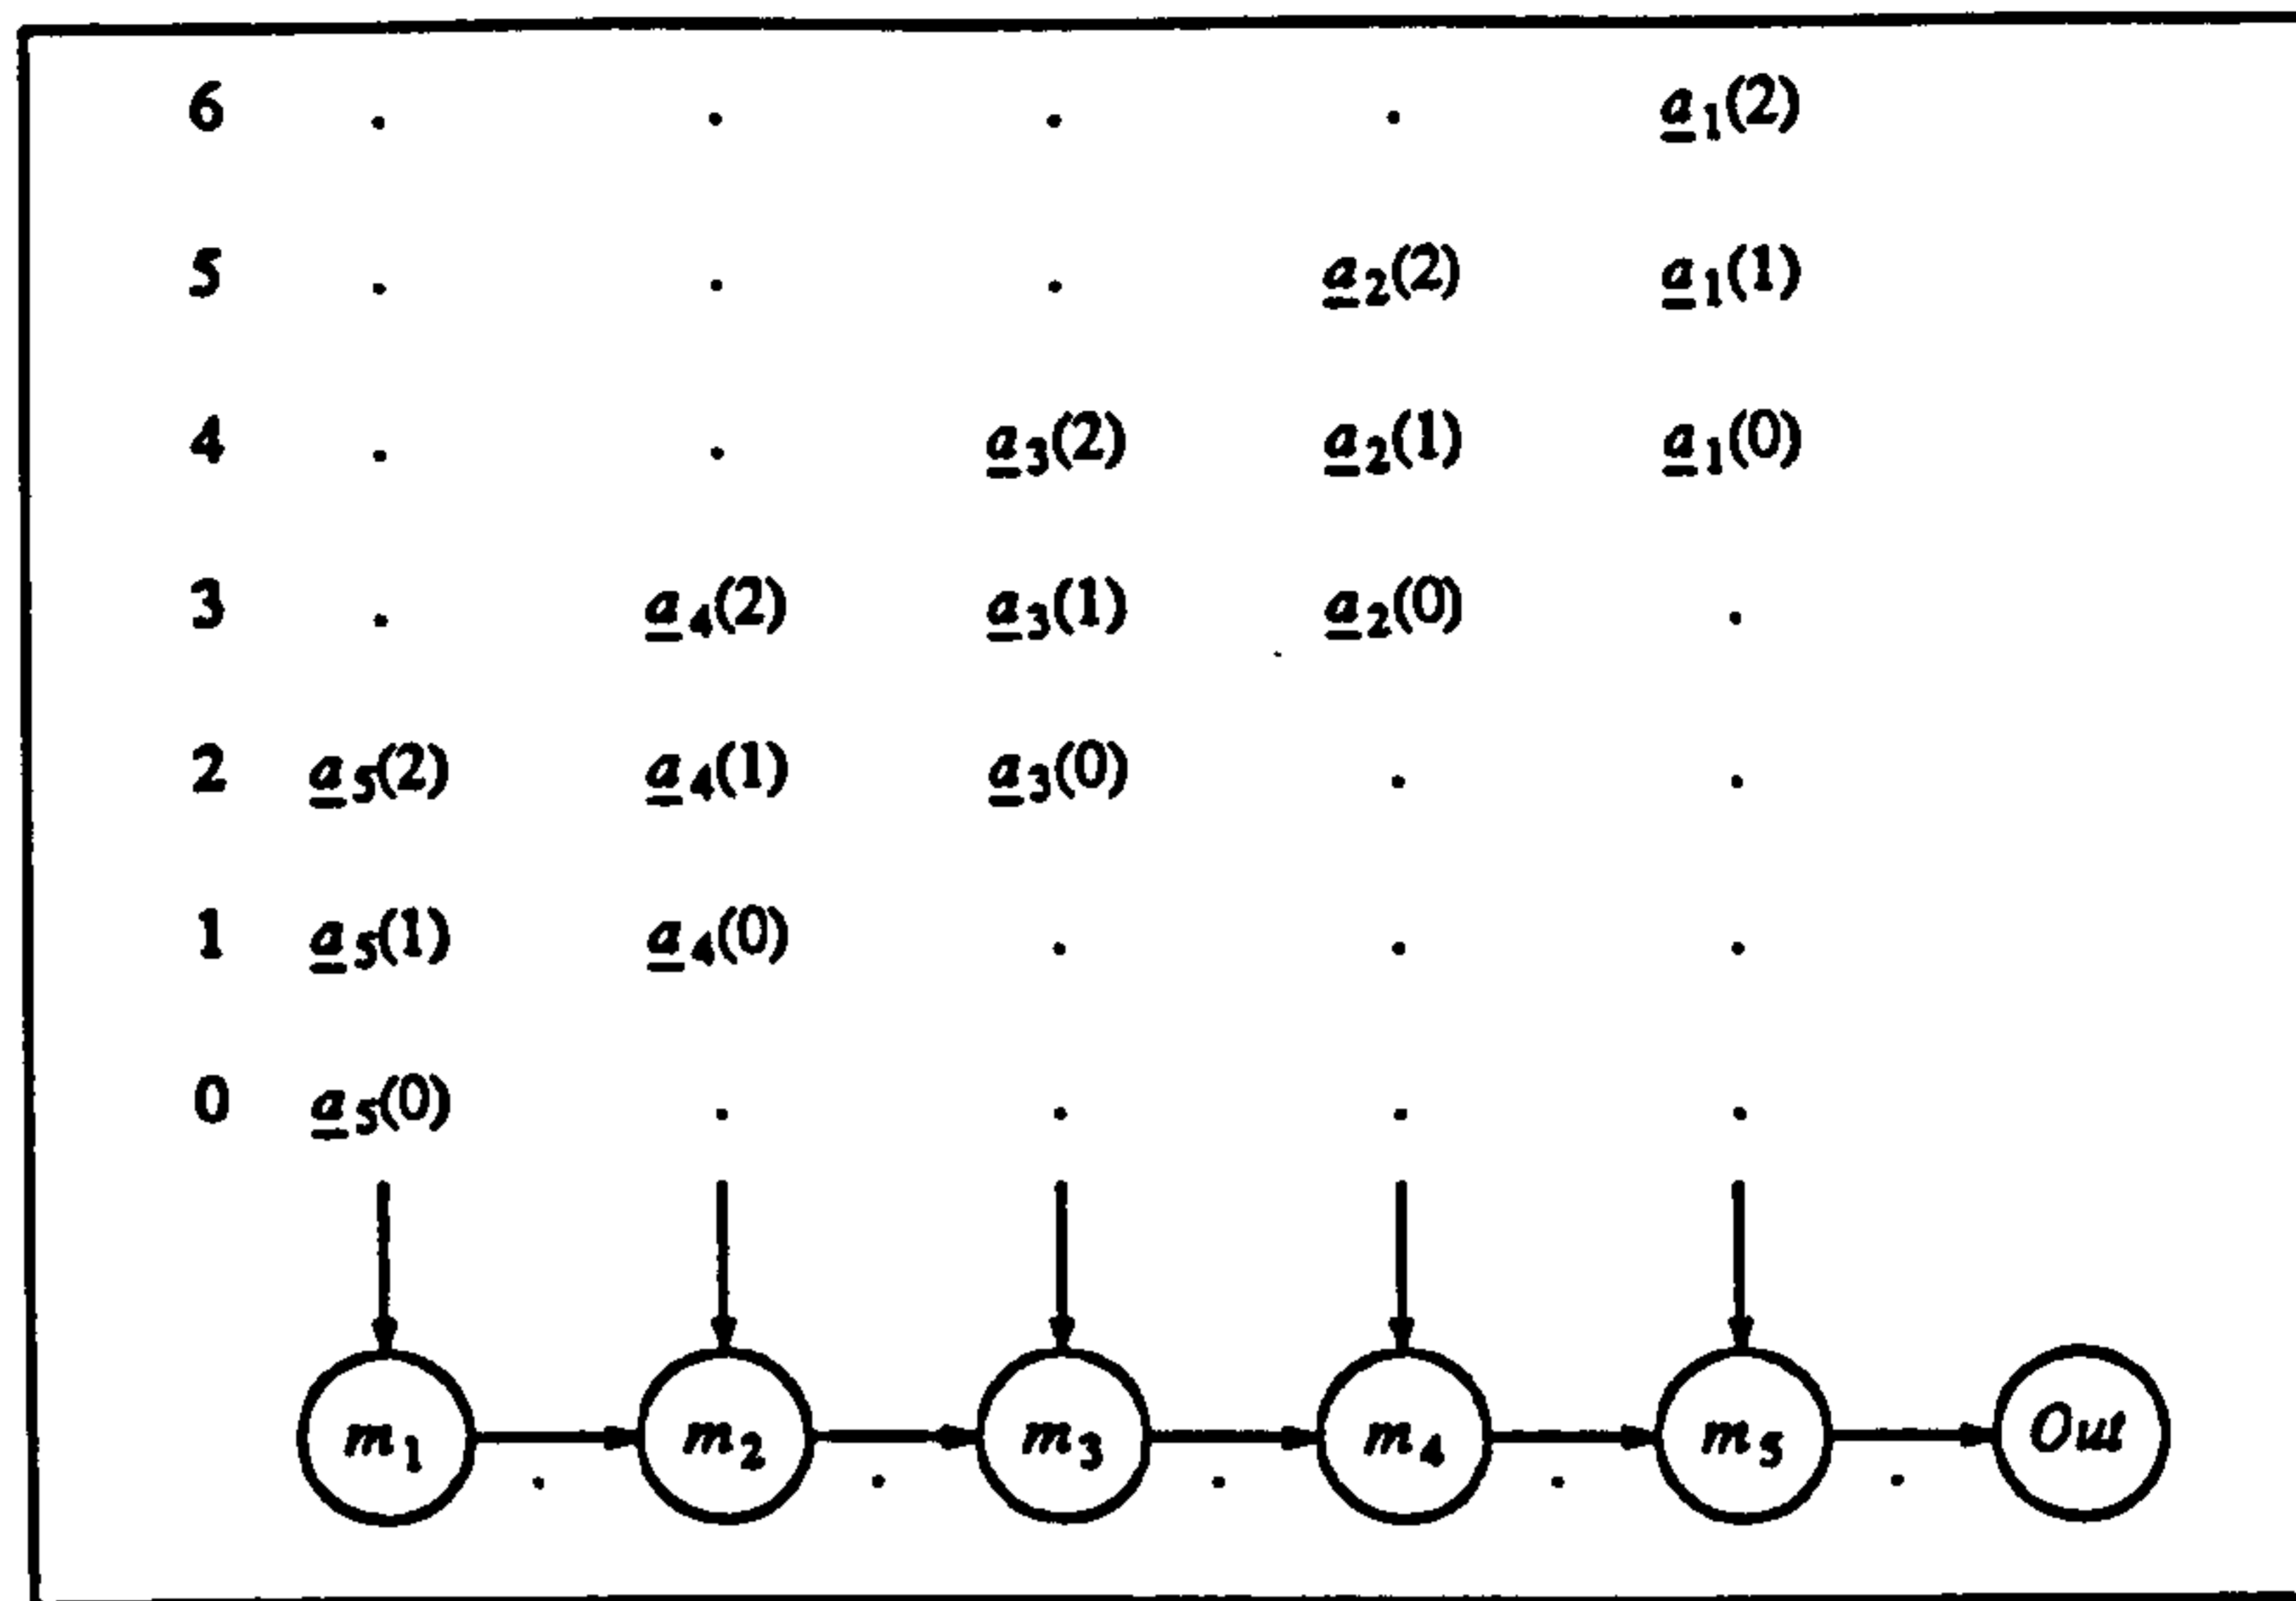 6 . . . . a1(2)
5 . . . a2(2) a1(1)
4 . . a3(2) a2(1) a1(0)
3 . a4(2) a3(1) a2(0) .
2 a5(2) a4(1) a3(0) . .
1 a5(1) a4(0) . . .
0 a5(0) . . . .
m1 m2 m3 m4 m5 Out
. . . . .